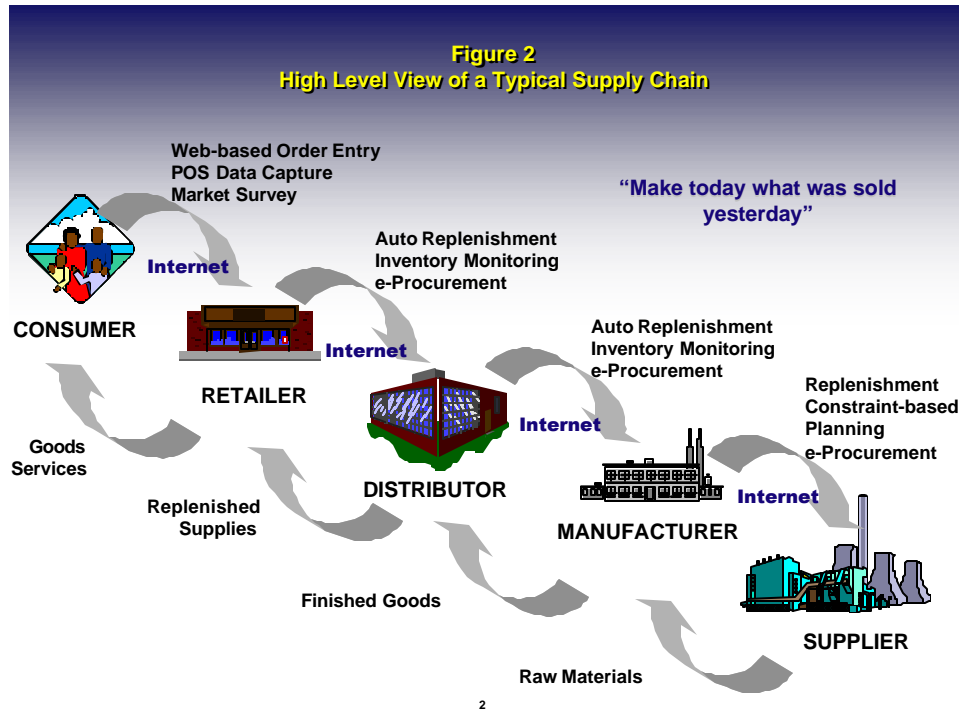 Figure 2
High Level View of a Typical Supply Chain
Web-based Order Entry
POS Data Capture
Market Survey
“Make today what was sold
yesterday”
Internet
CONSUMER
Auto Replenishment
Inventory Monitoring
e-Procurement
Internet
RETAILER
Auto Replenishment
Inventory Monitoring
e-Procurement
Internet
DISTRIBUTOR
Replenishment
Constraint-based
Planning
e-Procurement
Internet
MANUFACTURER
SUPPLIER
Goods
Services
Replenished
Supplies
Finished Goods
Raw Materials
2